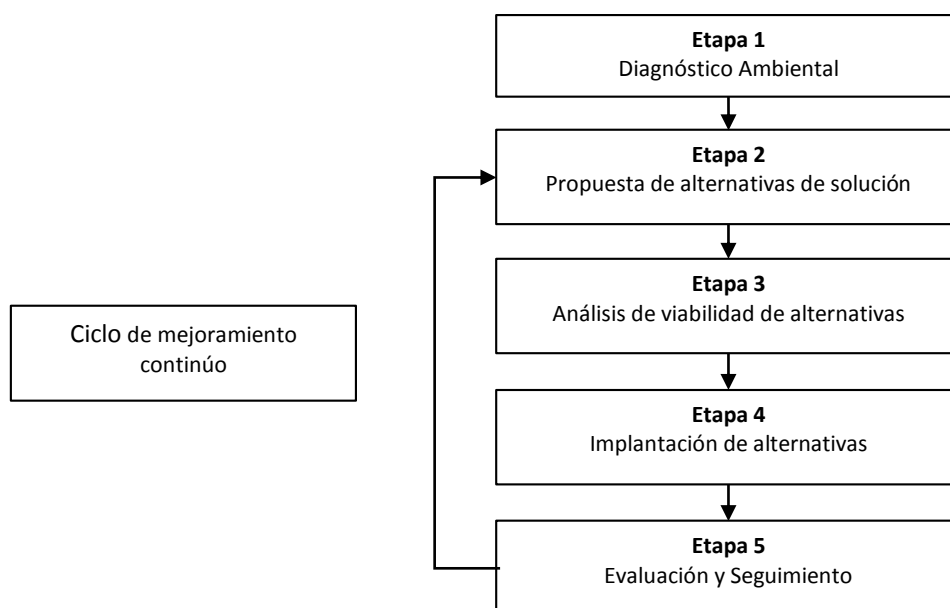 Etapa 1
Diagnóstico Ambiental
Etapa 2
Propuesta de alternativas de solución
Etapa 3
Análisis de viabilidad de alternativas
Ciclo de mejoramiento
continúo
Etapa 4
Implantación de alternativas
Etapa 5
Evaluación y Seguimiento